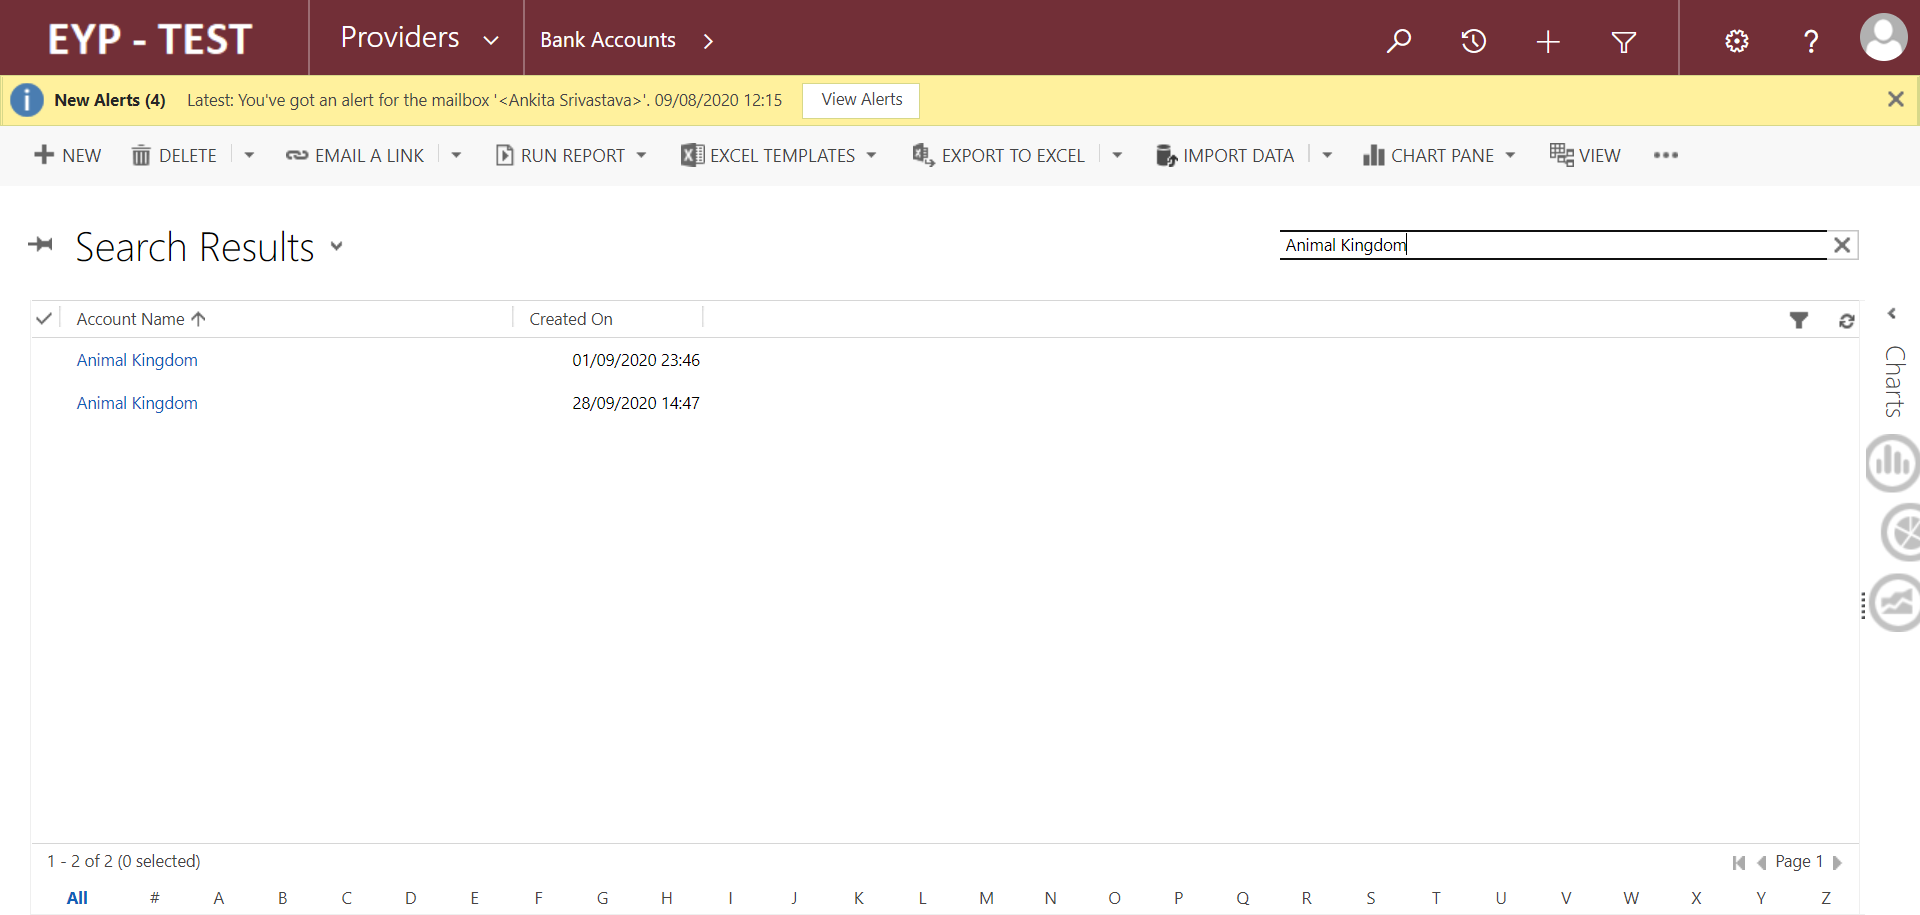 EYP - TEST Providers Bank Accounts
New Alerts (4) Latest: You've got an alert for the mailbox '<Ankita Srivastava>'. 09/08/2020 12:15 View Alerts
NEW DELETE EMAIL A LINK RUN REPORT EXCEL TEMPLATES EXPORT TO EXCEL IMPORT DATA CHART PANE VIEW
Search Results
Animal Kingdom
Account Name Created On
Animal Kingdom 01/09/2020 23:46
Animal Kingdom 28/09/2020 14:47
Charts
1 - 2 of 2 (0 selected) Page 1
All # A B C D E F G H I J K L M N O P Q R S T U V W X Y Z